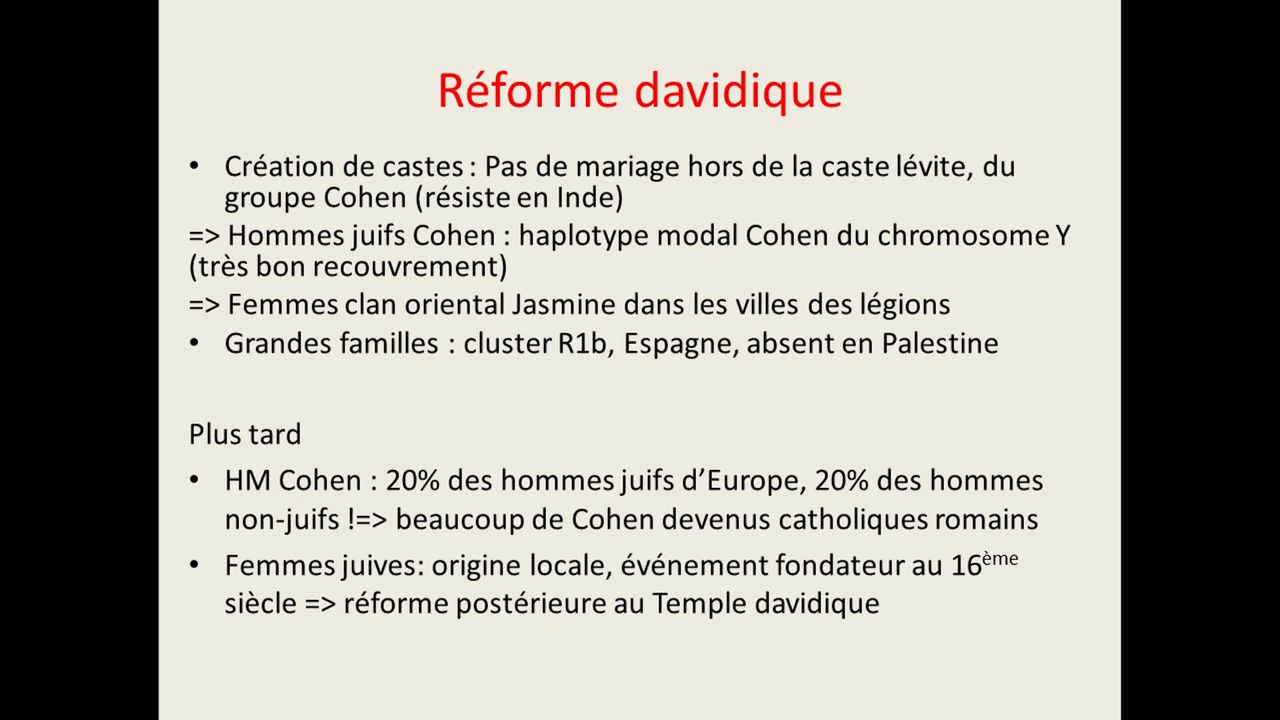 Réforme davidique
• Création de castes : Pas de mariage hors de la caste lévite, du
groupe Cohen (résiste en Inde)
=> Hommes juifs Cohen : haplotype modal Cohen du chromosome Y
(très bon recouvrement)
=> Femmes clan oriental Jasmine dans les villes des légions
• Grandes familles : cluster R1b, Espagne, absent en Palestine
Plus tard
• HM Cohen : 20% des hommes juifs d’Europe, 20% des hommes
non-juifs !=> beaucoup de Cohen devenus catholiques romains
• Femmes juives: origine locale, événement fondateur au 16ème
siècle => réforme postérieure au Temple davidique